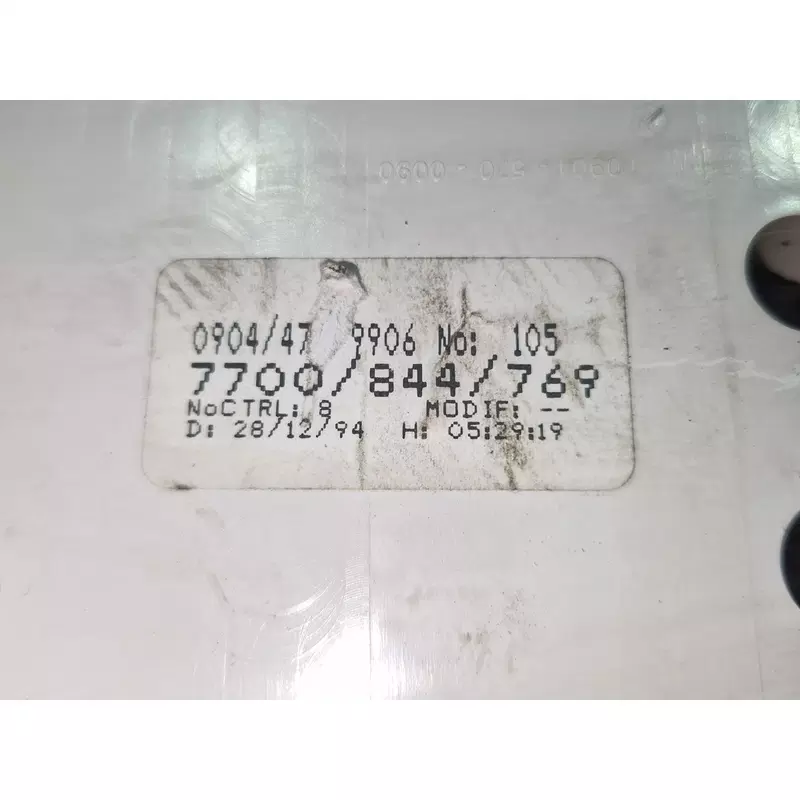 0904/47 9906 No: 105
7700/844/769
NoCTRL: 8 MODIF: --
D: 28/12/94 H: 05:29:19